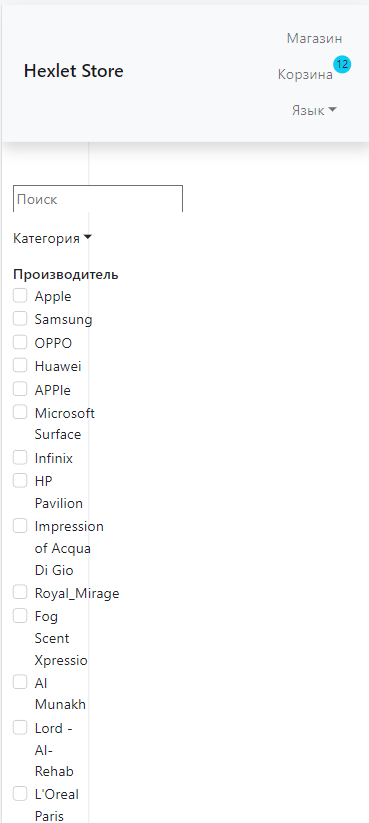 Hexlet Store
Магазин
Корзина 12
Язык
Поиск
Категория
Производитель
Apple
Samsung
OPPO
Huawei
APPle
Microsoft
Surface
Infinix
HP
Pavilion
Impression
of Acqua
Di Gio
Royal_Mirage
Fog
Scent
Xpressio
Al
Munakh
Lord -
Al-
Rehab
L'Oreal
Paris